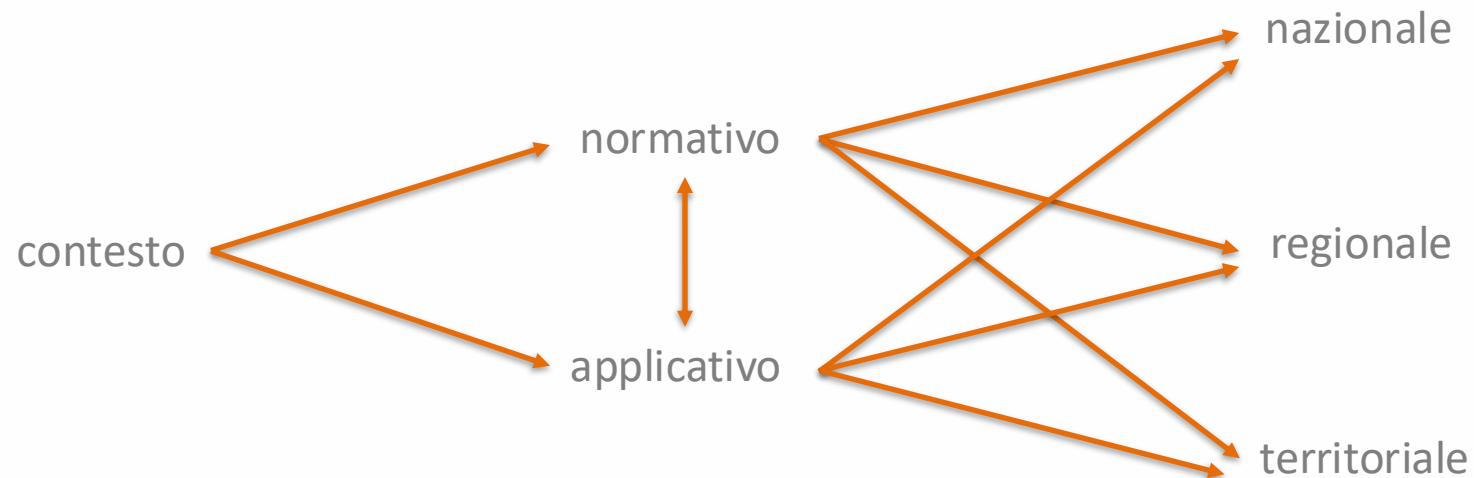 nazionale
normativo
contesto
regionale
applicativo
territoriale